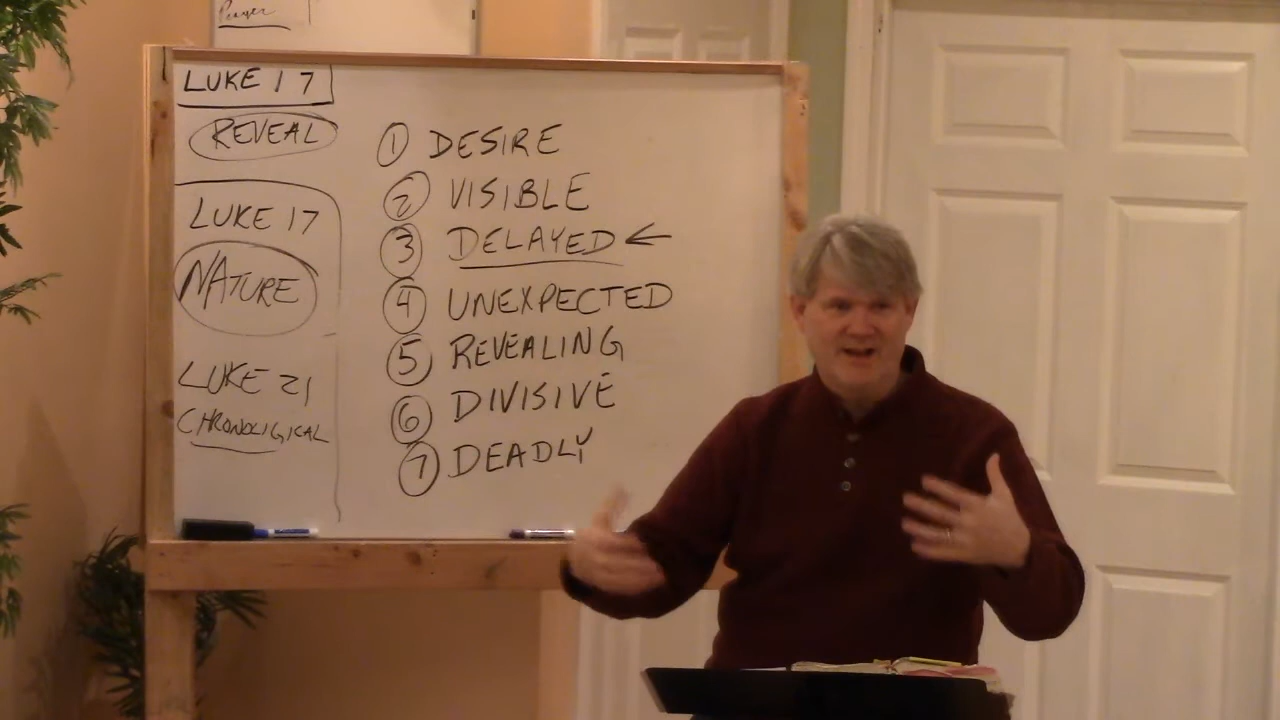 Prayer
LUKE 17
REVEAL
LUKE 17
NATURE
LUKE 21
CHRONOLIGICAL
1 DESIRE
2 VISIBLE
3 DELAYED ←
4 UNEXPECTED
5 REVEALING
6 DIVISIVE
7 DEADLY